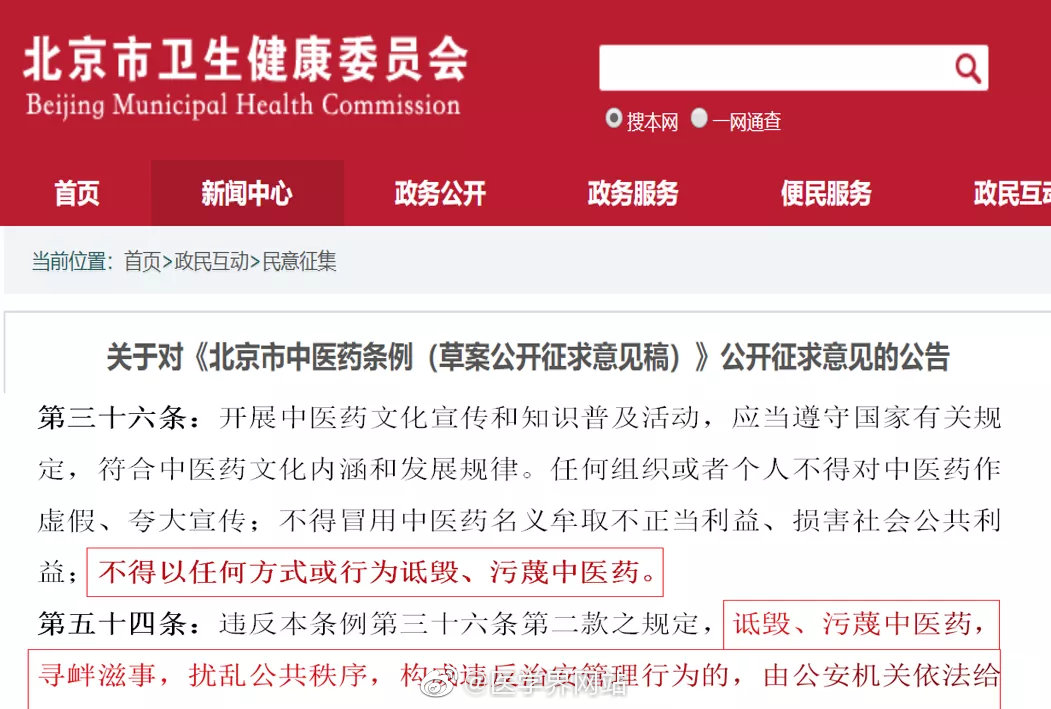 北京市卫生健康委员会
Beijing Municipal Health Commission
搜本网 一网通查
首页 新闻中心 政务公开 政务服务 便民服务 政民互动
当前位置：首页>政民互动>民意征集
关于对《北京市中医药条例（草案公开征求意见稿）》公开征求意见的公告
第三十六条：开展中医药文化宣传和知识普及活动，应当遵守国家有关规
定，符合中医药文化内涵和发展规律。任何组织或者个人不得对中医药作
虚假、夸大宣传；不得冒用中医药名义牟取不正当利益、损害社会公共利
益；不得以任何方式或行为诋毁、污蔑中医药。
第五十四条：违反本条例第三十六条第二款之规定，诋毁、污蔑中医药，
寻衅滋事，扰乱公共秩序，构成违反治安管理行为的，由公安机关依法给
@医学界网站